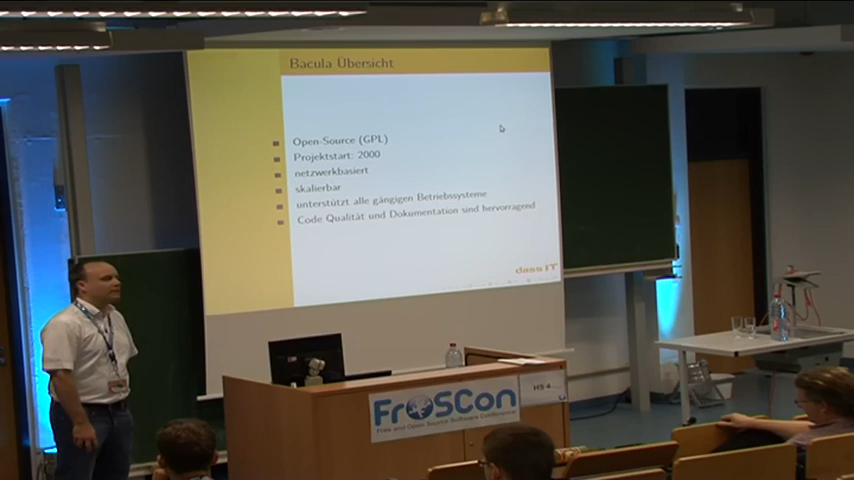 Bacula Übersicht
Open-Source (GPL)
Projektstart: 2000
netzwerkbasiert
skalierbar
unterstützt alle gängigen Betriebssysteme
Code Qualität und Dokumentation sind hervorragend
dass IT
FrOSCon
Free and Open Source Software Conference
HS 4